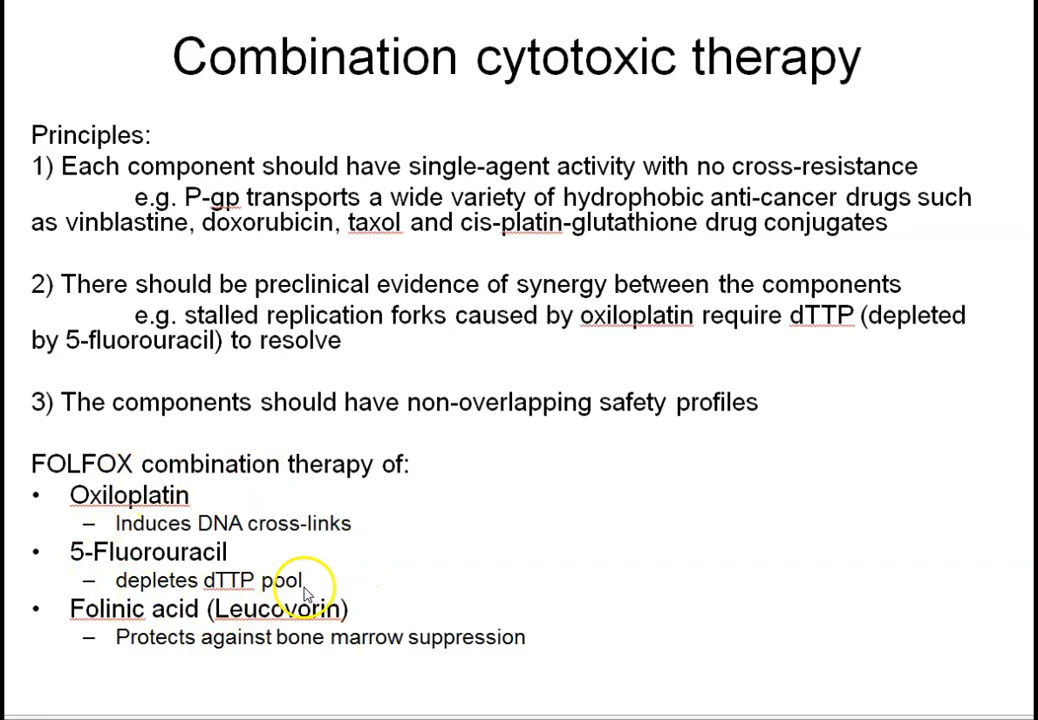 Combination cytotoxic therapy
Principles:
1) Each component should have single-agent activity with no cross-resistance
e.g. P-gp transports a wide variety of hydrophobic anti-cancer drugs such
as vinblastine, doxorubicin, taxol and cis-platin-glutathione drug conjugates
2) There should be preclinical evidence of synergy between the components
e.g. stalled replication forks caused by oxiloplatin require dTTP (depleted
by 5-fluorouracil) to resolve
3) The components should have non-overlapping safety profiles
FOLFOX combination therapy of:
• Oxiloplatin
– Induces DNA cross-links
• 5-Fluorouracil
– depletes dTTP pool
• Folinic acid (Leucovorin)
– Protects against bone marrow suppression